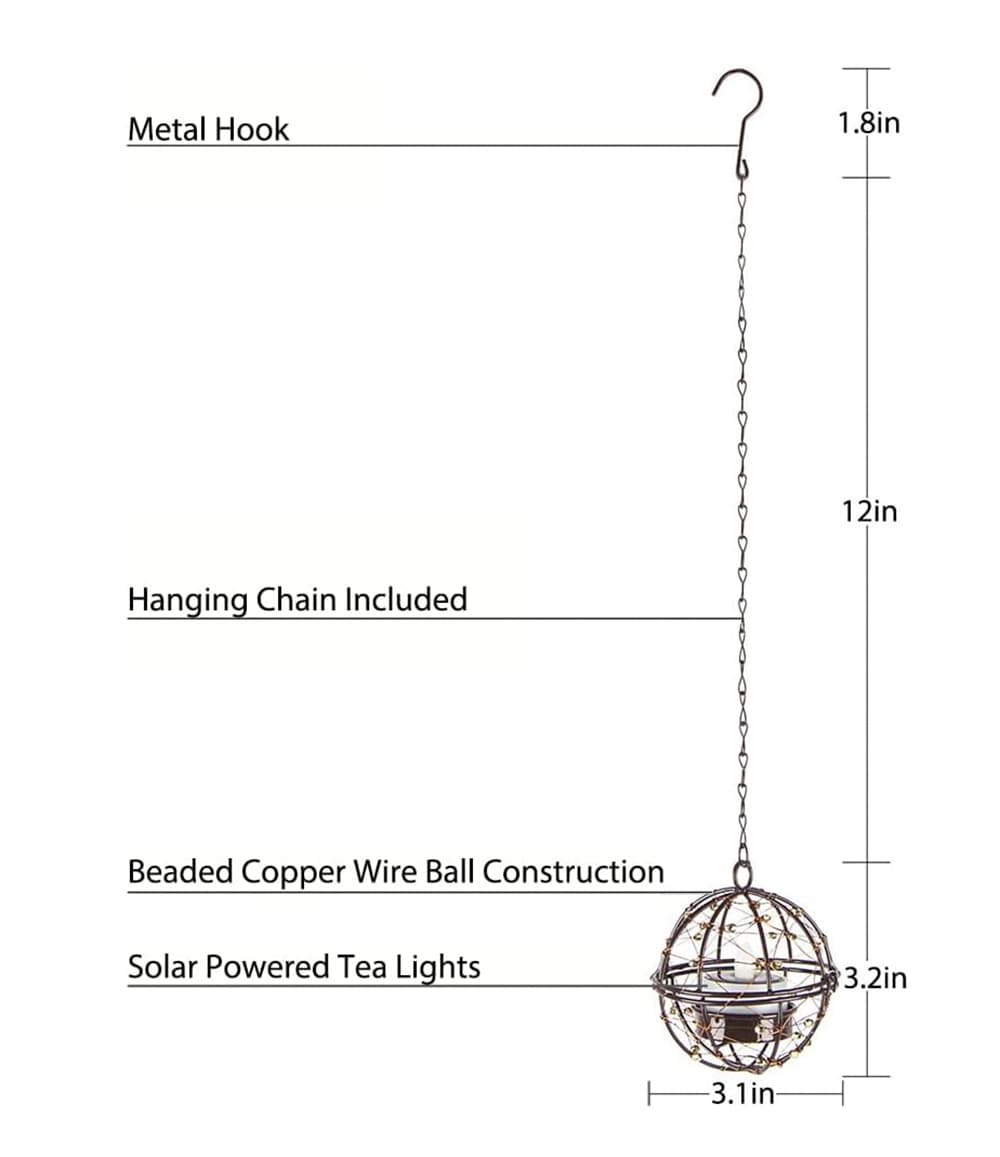 Metal Hook
1.8in
12in
Hanging Chain Included
Beaded Copper Wire Ball Construction
Solar Powered Tea Lights
3.2in
3.1in